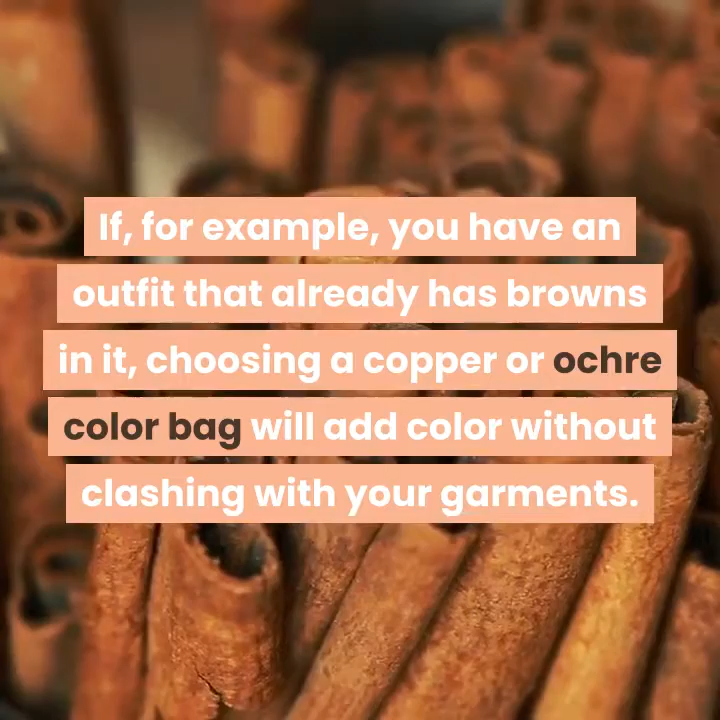 If, for example, you have an
outfit that already has browns
in it, choosing a copper or ochre
color bag will add color without
clashing with your garments.